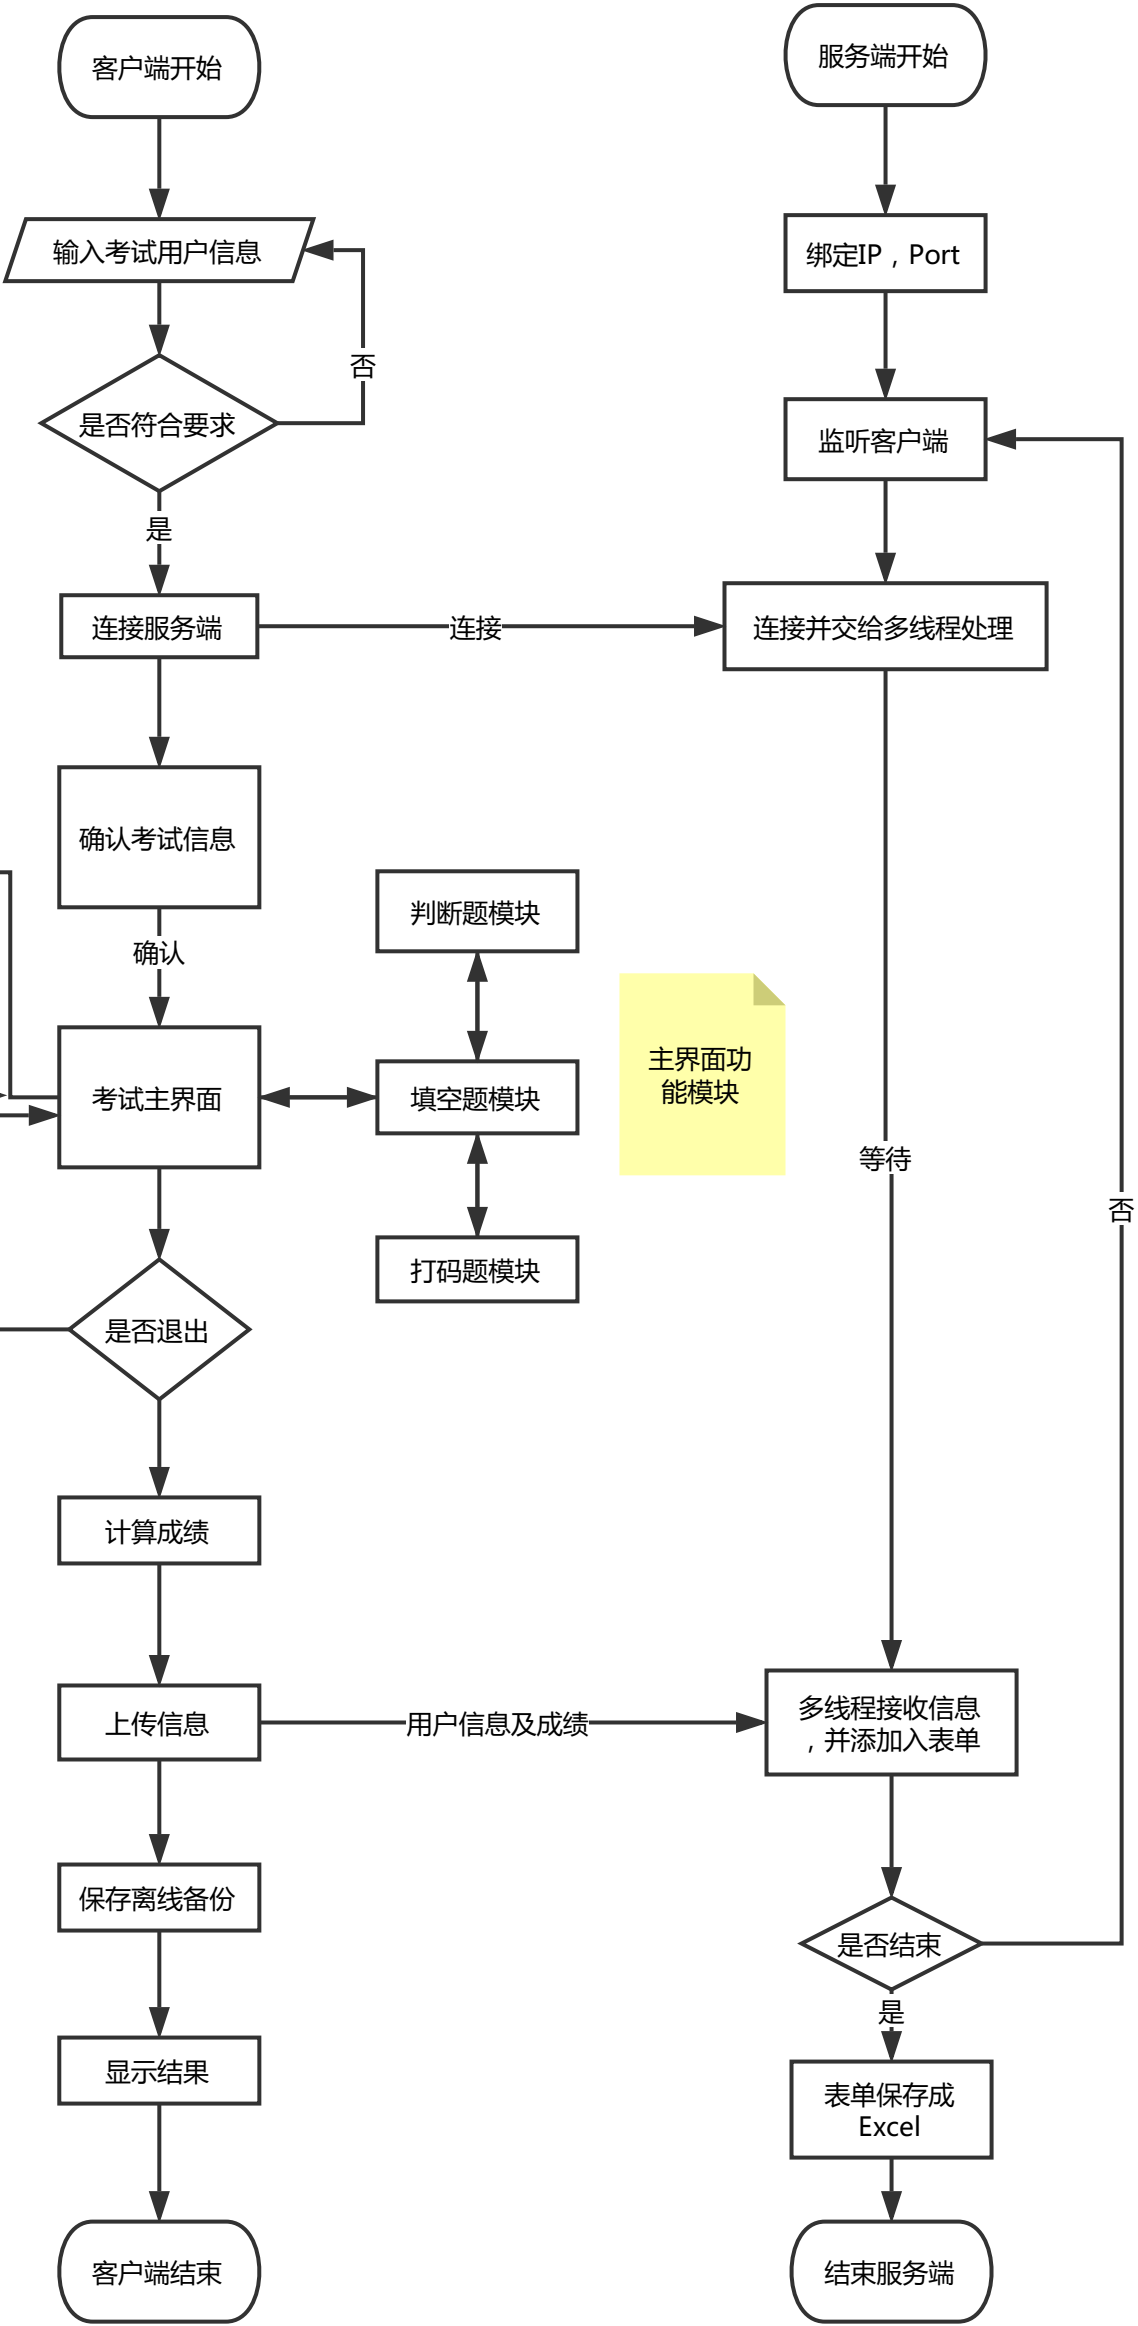 客户端开始
服务端开始
输入考试用户信息
绑定IP，Port
否
是否符合要求
监听客户端
是
连接服务端
连接
连接并交给多线程处理
确认考试信息
判断题模块
确认
主界面功
能模块
考试主界面
填空题模块
等待
否
打码题模块
是否退出
计算成绩
上传信息
用户信息及成绩
多线程接收信息
，并添加入表单
保存离线备份
是否结束
是
显示结果
表单保存成
Excel
客户端结束
结束服务端